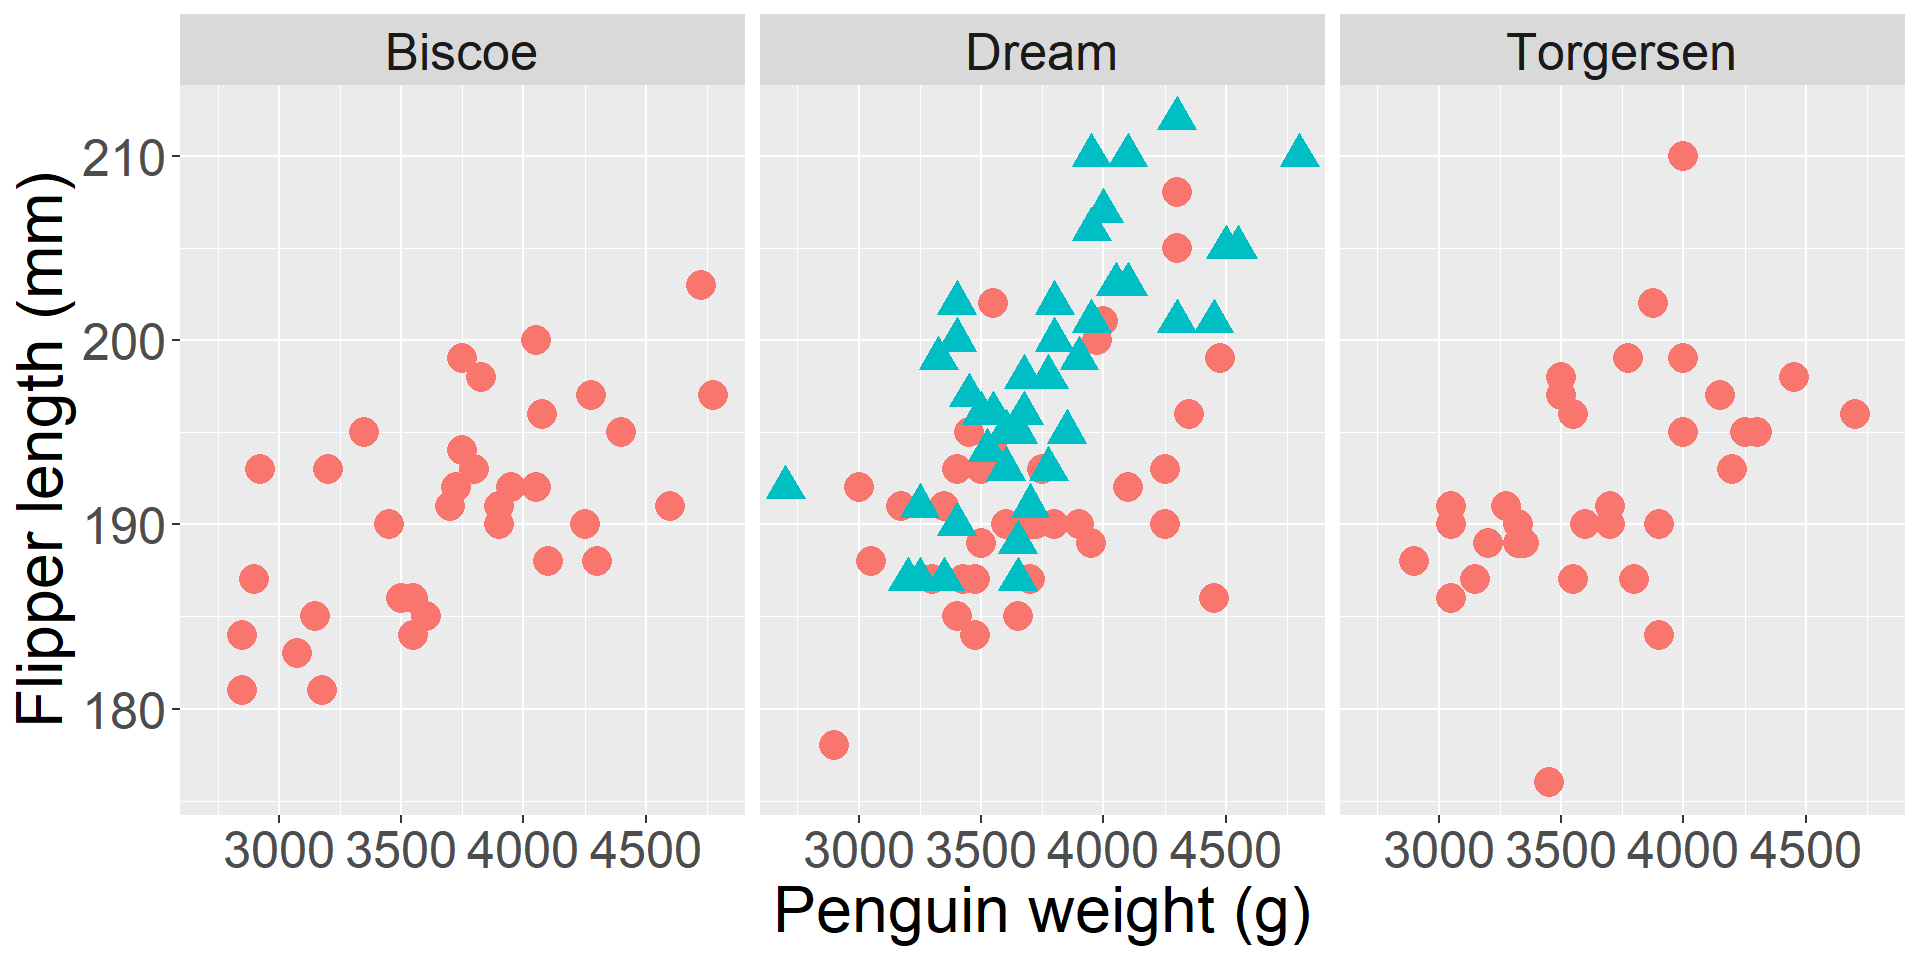 Biscoe Dream Torgersen
210
200
190
180
Flipper length (mm)
3000 3500 4000 4500 3000 3500 4000 4500 3000 3500 4000 4500
Penguin weight (g)